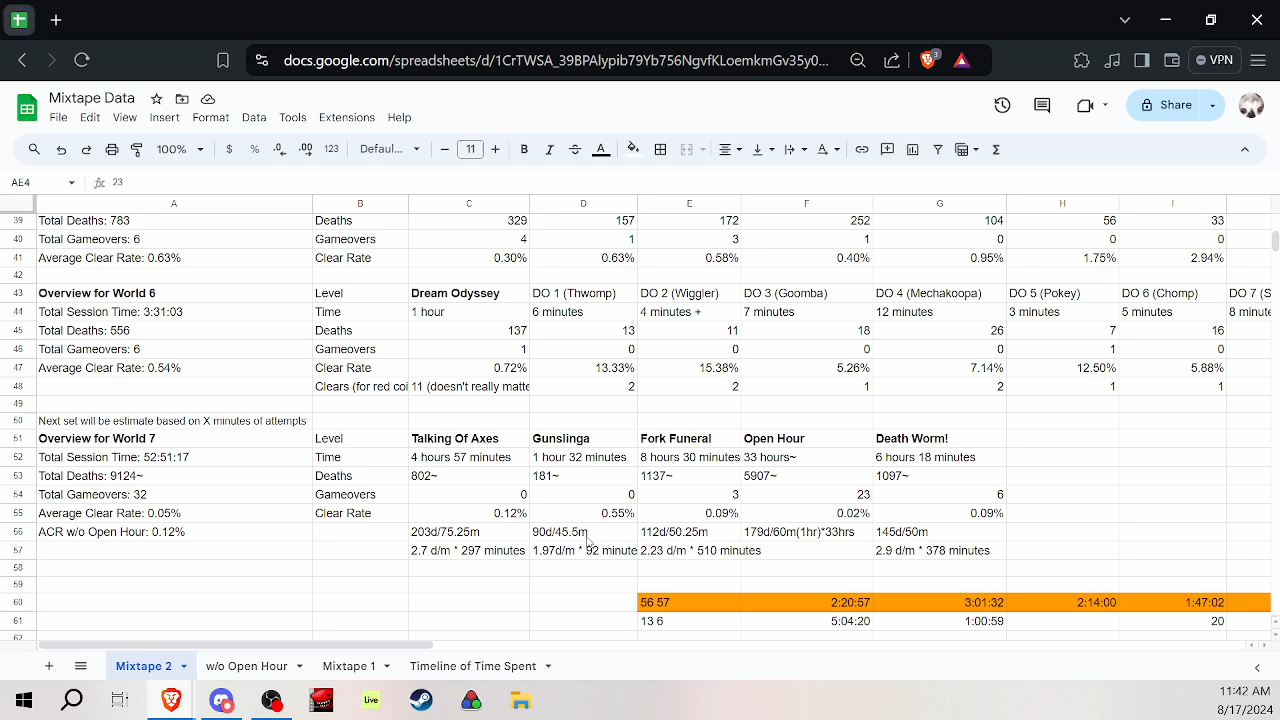 docs.google.com/spreadsheets/d/1CrTWSA_39BPAlypib79Yb756NgvfKLoemkmGv35y0... 3 VPN
Mixtape Data
File Edit View Insert Format Data Tools Extensions Help
Share
100% $ % .0 .00 123 Defaul... 11 B I A Σ
AE4 fx 23
A B C D E F G H I
39 Total Deaths: 783 Deaths 329 157 172 252 104 56 33
40 Total Gameovers: 6 Gameovers 4 1 3 1 0 0 0
41 Average Clear Rate: 0.63% Clear Rate 0.30% 0.63% 0.58% 0.40% 0.95% 1.75% 2.94%
42
43 Overview for World 6 Level Dream Odyssey DO 1 (Thwomp) DO 2 (Wiggler) DO 3 (Goomba) DO 4 (Mechakoopa) DO 5 (Pokey) DO 6 (Chomp) DO 7 (S
44 Total Session Time: 3:31:03 Time 1 hour 6 minutes 4 minutes + 7 minutes 12 minutes 3 minutes 5 minutes 8 minute
45 Total Deaths: 556 Deaths 137 13 11 18 26 7 16
46 Total Gameovers: 6 Gameovers 1 0 0 0 0 1 0
47 Average Clear Rate: 0.54% Clear Rate 0.72% 13.33% 15.38% 5.26% 7.14% 12.50% 5.88%
48 Clears (for red coi 11 (doesn't really matte 2 2 1 2 1 1
49
50 Next set will be estimate based on X minutes of attempts
51 Overview for World 7 Level Talking Of Axes Gunslinga Fork Funeral Open Hour Death Worm!
52 Total Session Time: 52:51:17 Time 4 hours 57 minutes 1 hour 32 minutes 8 hours 30 minutes 33 hours~ 6 hours 18 minutes
53 Total Deaths: 9124~ Deaths 802~ 181~ 1137~ 5907~ 1097~
54 Total Gameovers: 32 Gameovers 0 0 3 23 6
55 Average Clear Rate: 0.05% Clear Rate 0.12% 0.55% 0.09% 0.02% 0.09%
56 ACR w/o Open Hour: 0.12% 203d/75.25m 90d/45.5m 112d/50.25m 179d/60m(1hr)*33hrs 145d/50m
57 2.7 d/m * 297 minutes 1.97d/m * 92 minute 2.23 d/m * 510 minutes 2.9 d/m * 378 minutes
58
59
60 56 57 2:20:57 3:01:32 2:14:00 1:47:02
61 13 6 5:04:20 1:00:59 20
62
Mixtape 2 w/o Open Hour Mixtape 1 Timeline of Time Spent
Live
11:42 AM
8/17/2024